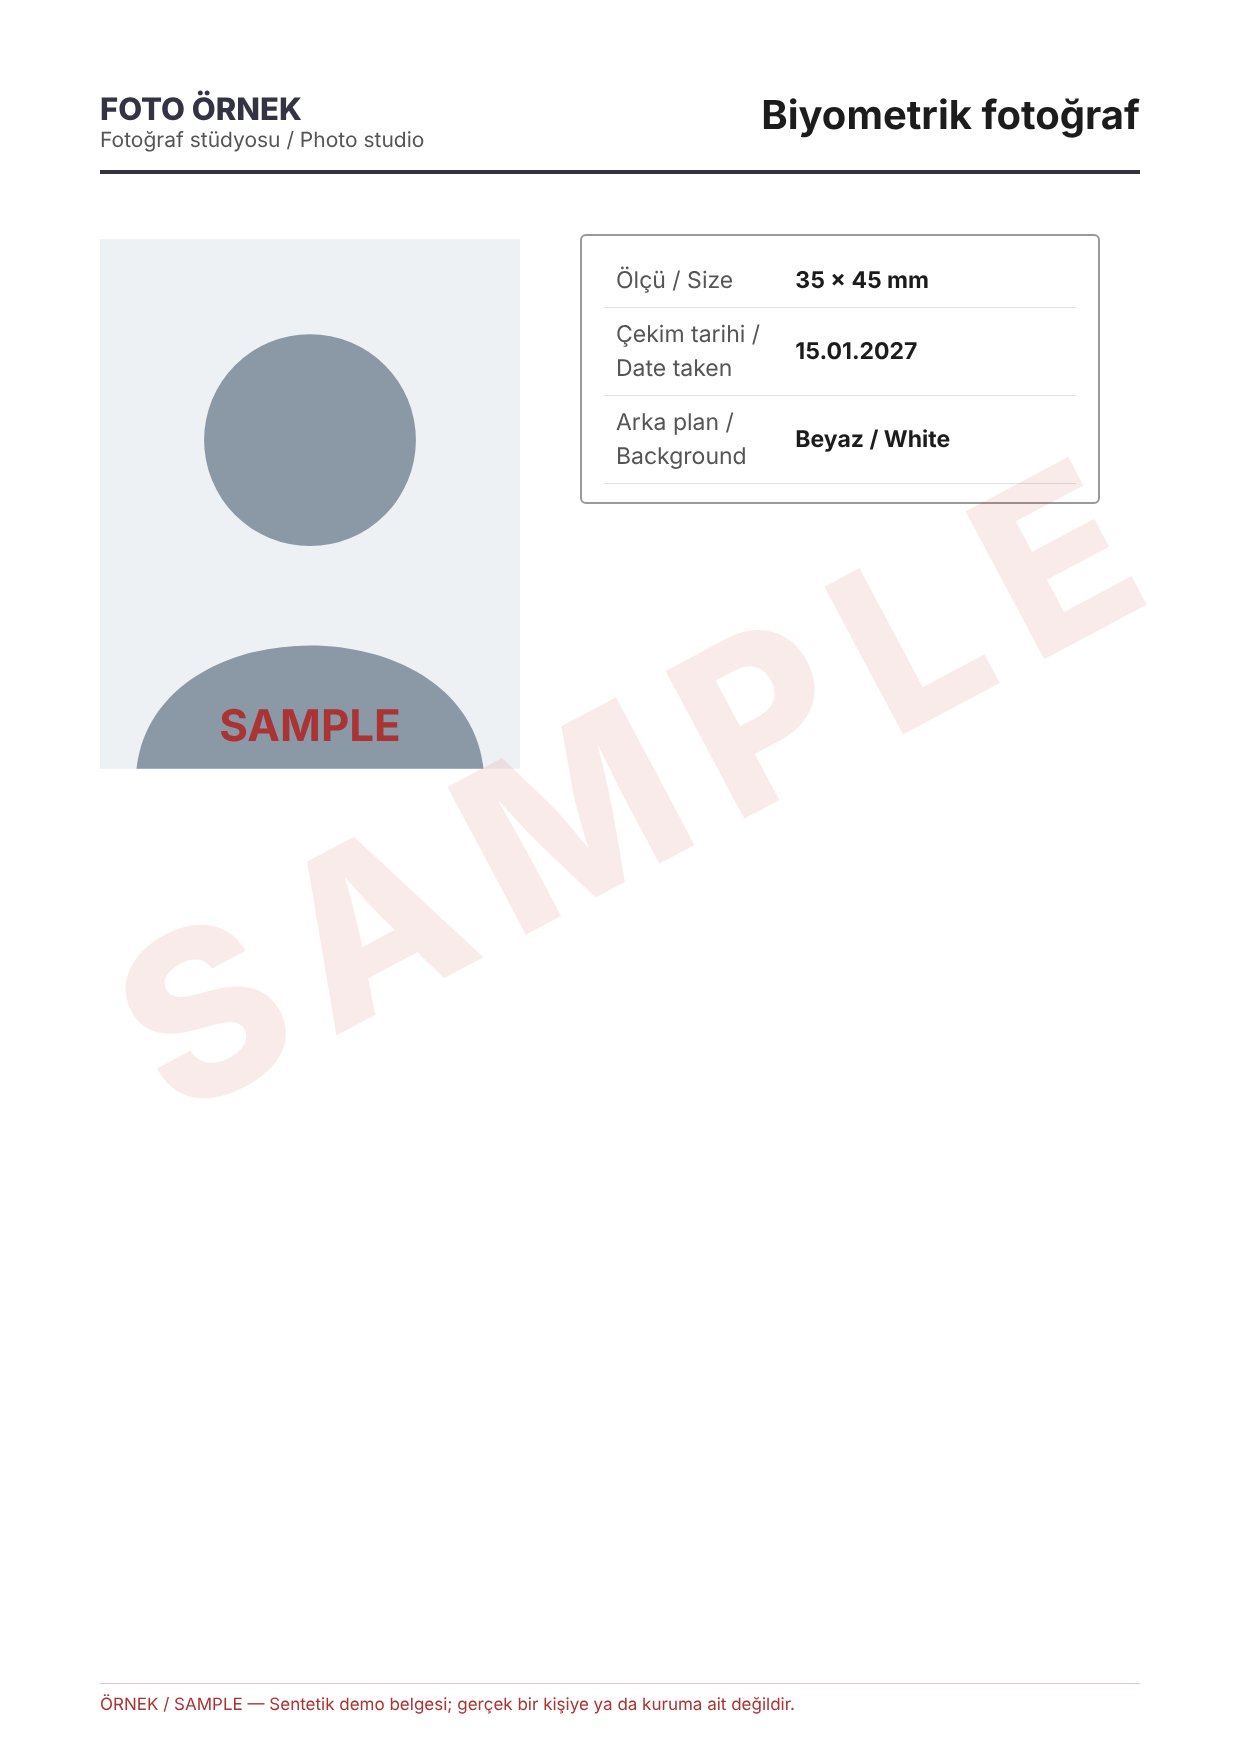 FOTO ÖRNEK
Fotoğraf stüdyosu / Photo studio
Biyometrik fotoğraf
Ölçü / Size 35 × 45 mm
Çekim tarihi /
Date taken
15.01.2027
Arka plan /
Background
Beyaz / White
SAMPLE
SAMPLE
ÖRNEK / SAMPLE — Sentetik demo belgesi; gerçek bir kişiye ya da kuruma ait değildir.